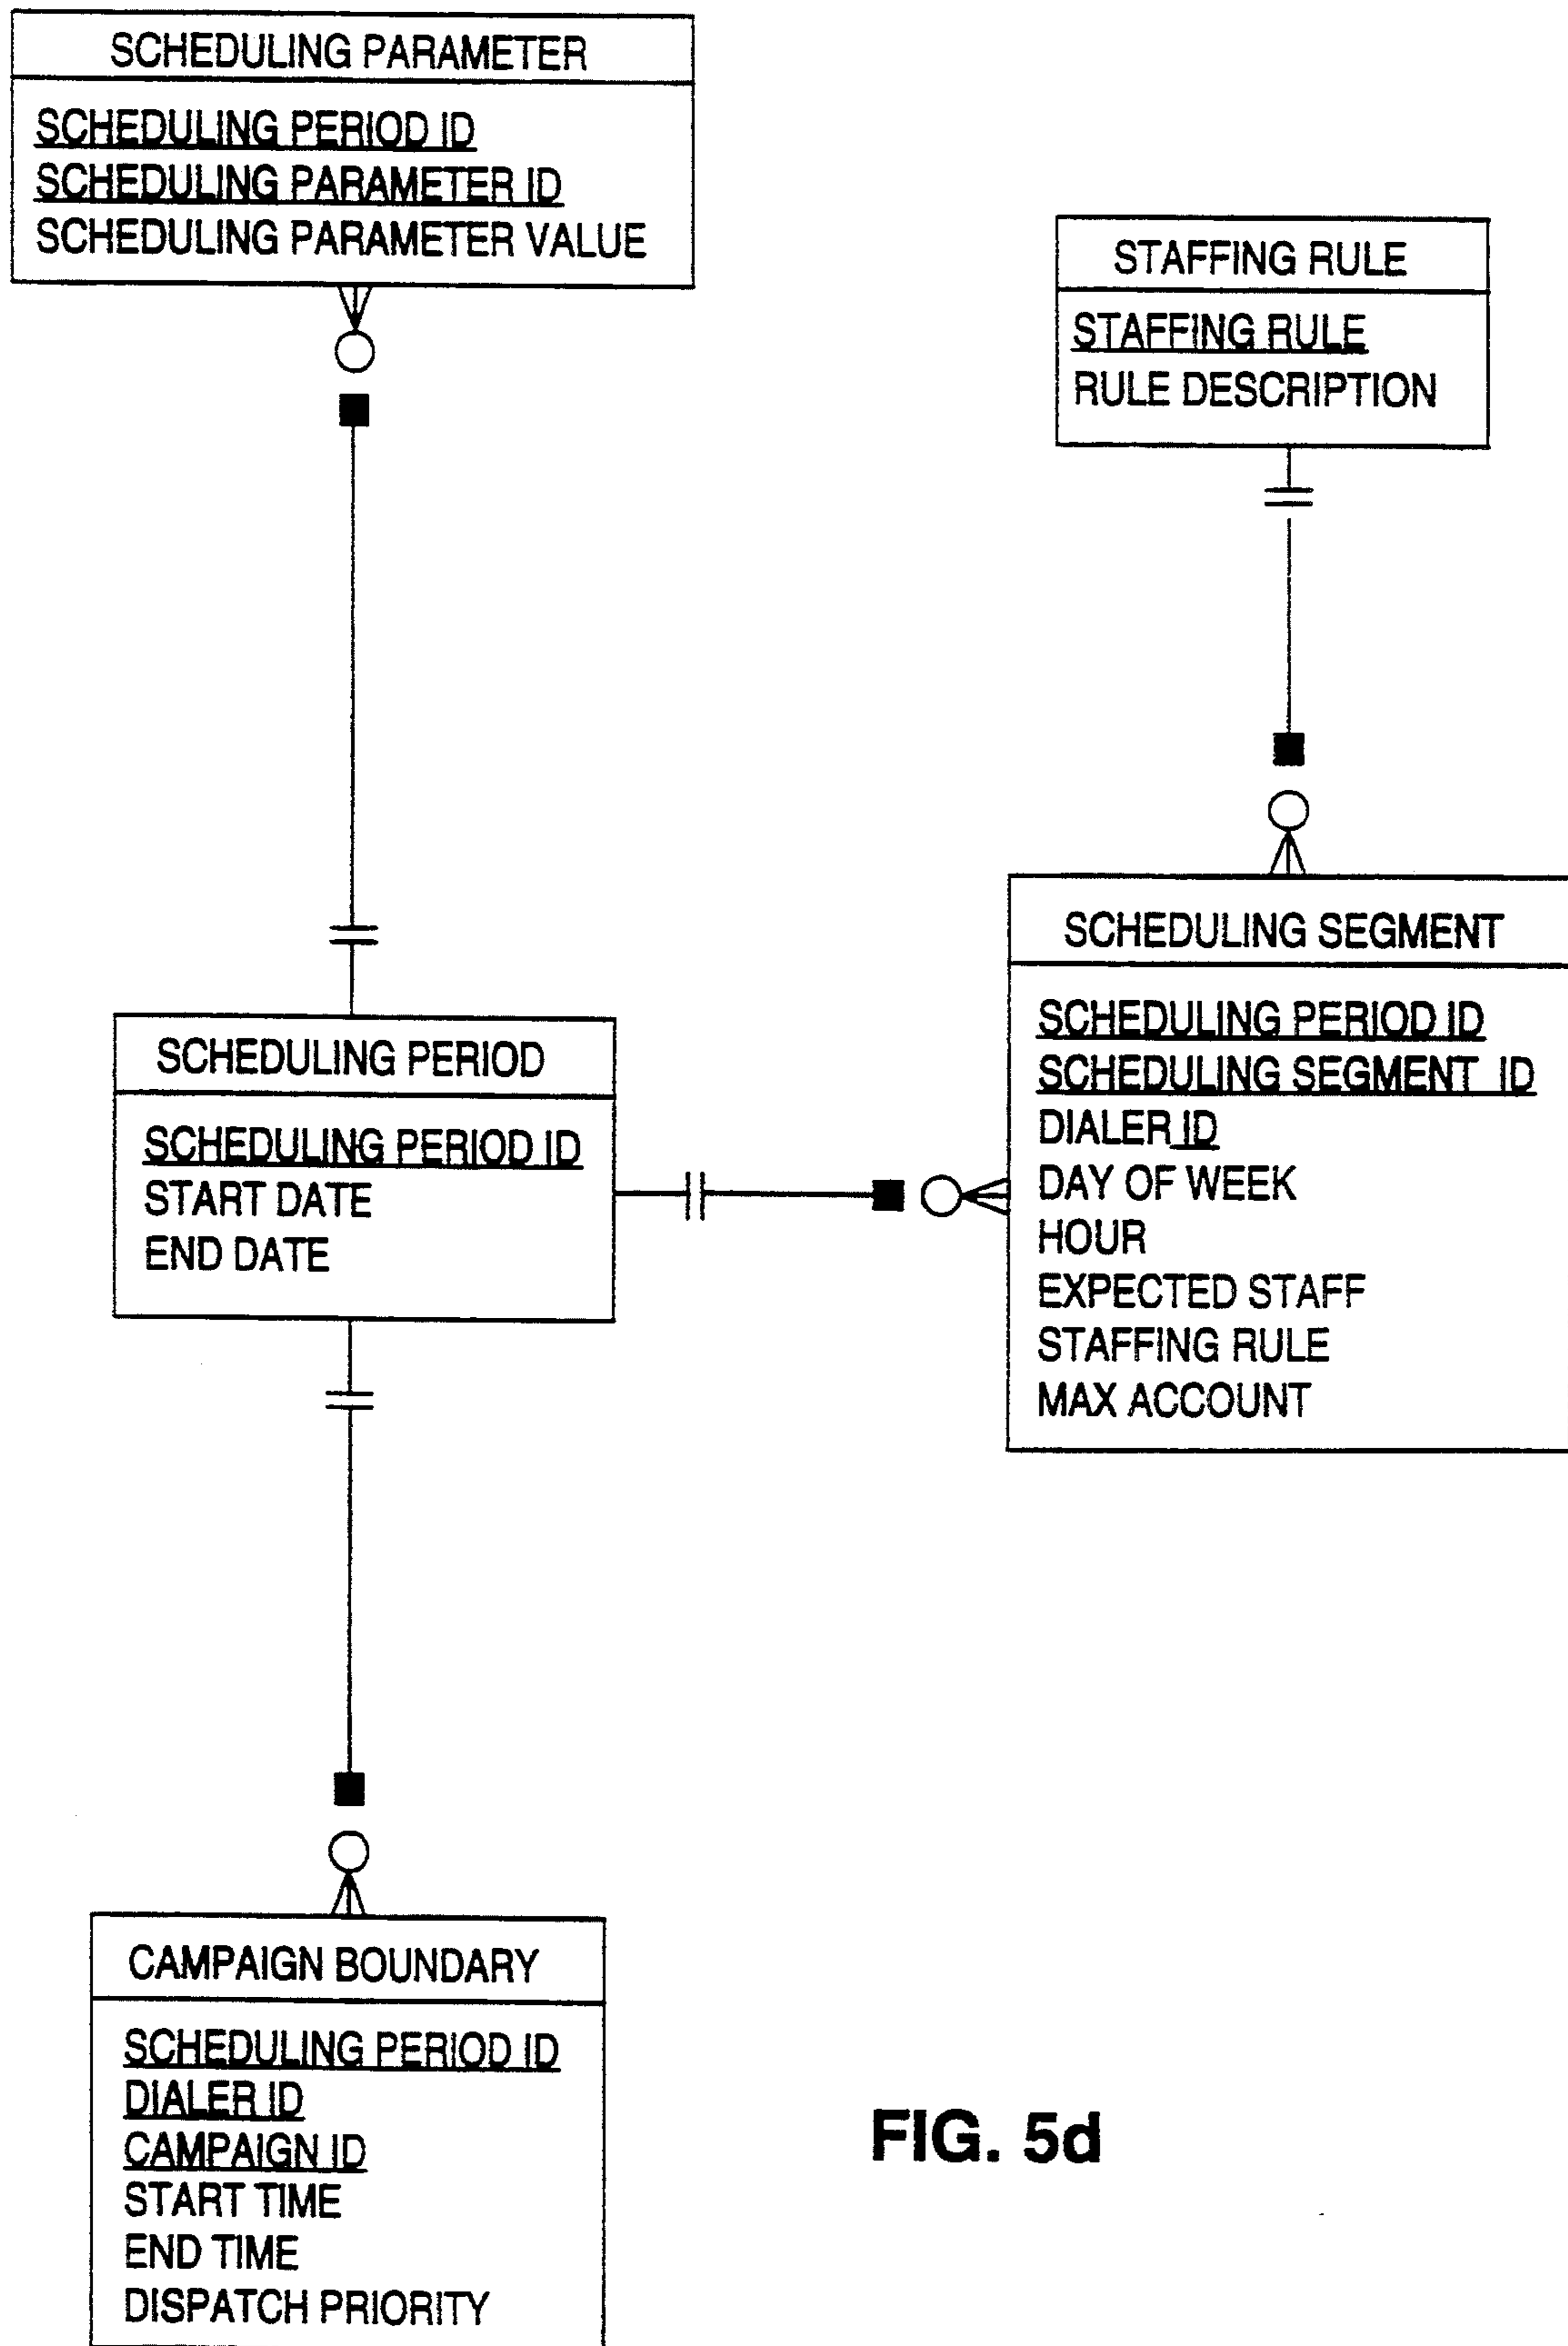 SCHEDULING PARAMETER
SCHEDULING PERIOD ID
SCHEDULING PARAMETER ID
SCHEDULING PARAMETER VALUE
STAFFING RULE
STAFFING RULE
RULE DESCRIPTION
SCHEDULING SEGMENT
SCHEDULING PERIOD ID
SCHEDULING SEGMENT ID
DIALER ID
DAY OF WEEK
HOUR
EXPECTED STAFF
STAFFING RULE
MAX ACCOUNT
SCHEDULING PERIOD
SCHEDULING PERIOD ID
START DATE
END DATE
CAMPAIGN BOUNDARY
SCHEDULING PERIOD ID
DIALER ID
CAMPAIGN ID
START TIME
END TIME
DISPATCH PRIORITY
FIG. 5d